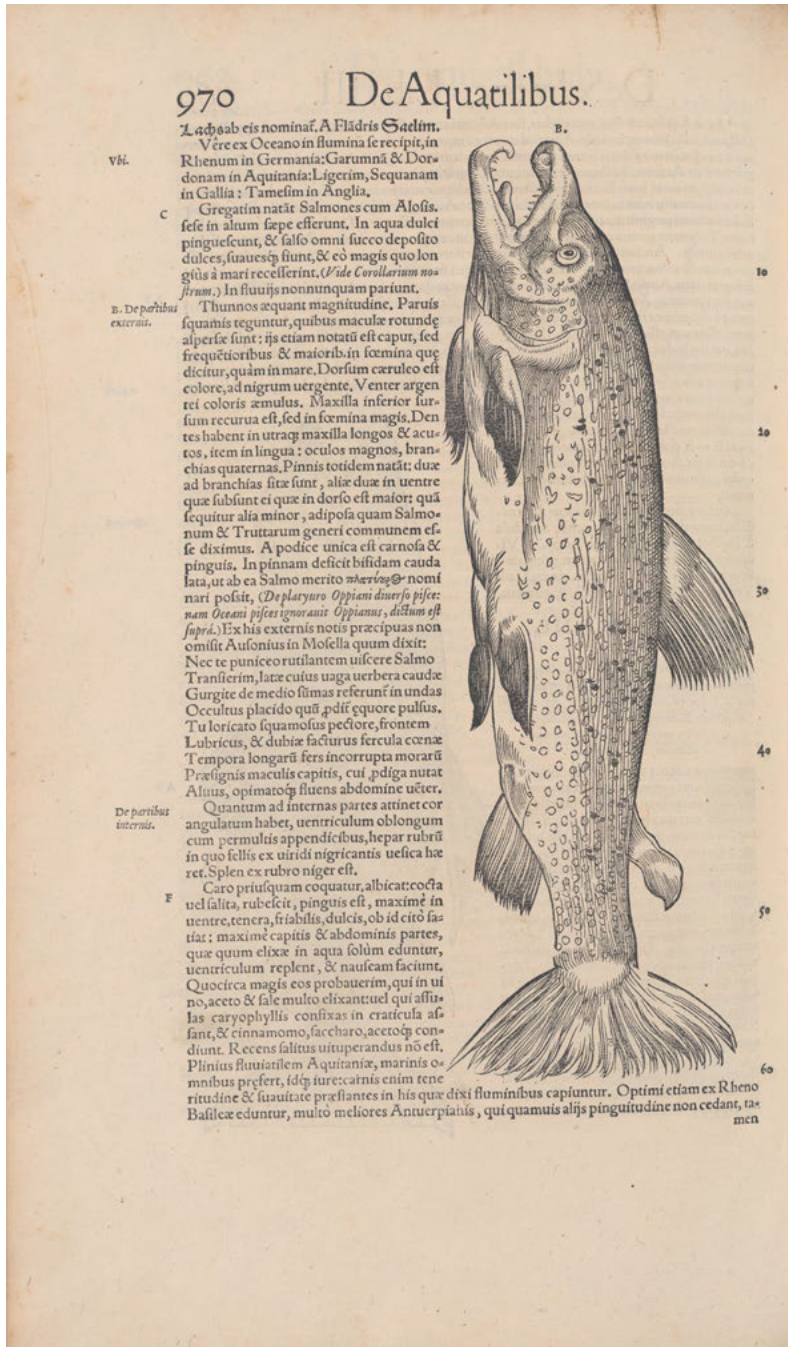 970 De Aquatilibus.
Lachsab eis nominat̃. A Flãdris Saelim.
B.
Vêre ex Oceano in flumina se recipit, in
Vbi.
Rhenum in Germania: Garumnã & Dor-
donam in Aquitania: Ligerim, Sequanam
in Gallia: Tamesim in Anglia.
C
Gregatim natãt Salmones cum Alosis.
sese in altum sæpe efferunt. In aqua dulci
pinguescunt, & salso omni succo deposito
dulces, suauesq́ fiunt, & eò magis quo lon
giùs à mari recesserint. (Vide Corollarium no-
10
strum.) In fluuijs nonnunquam pariunt.
B. De partibus
externis.
Thunnos æquant magnitudine. Paruis
squamis teguntur, quibus maculæ rotundę
aspersæ sunt: ijs etiam notatũ est caput, sed
frequẽtioribus & maiorib. in fœmina quę
dicitur, quàm in mare. Dorsum cæruleo est
colore, ad nigrum uergente. Venter argen
tei coloris æmulus. Maxilla inferior sur-
sum recurua est, sed in fœmina magis. Den
tes habent in utraq́ maxilla longos & acu-
20
tos, item in lingua: oculos magnos, bran-
chias quaternas. Pinnis totidem natãt: duæ
ad branchias sitæ sunt, aliæ duæ in uentre
quæ subsunt ei quæ in dorso est maior: quã
sequitur alia minor, adiposa quam Salmo-
num & Truttarum generi communem es-
se diximus. A podice unica est carnosa &
pinguis. In pinnam deficit bifidam cauda
lata, ut ab ea Salmo merito πλατύυρος nomi
30
nari possit, (De platyuro Oppiani diuerso pisce:
nam Oceani pisces ignorauit Oppianus, dictum est
suprà.) Ex his externis notis præcipuas non
omisit Ausonius in Mosella quum dixit:
Nec te puniceo rutilantem uiscere Salmo
Transierim, latæ cuius uaga uerbera caudæ
Gurgite de medio sũmas referunt̃ in undas
Occultus placido quũ ꝓdit̃ ęquore pulsus.
Tu loricato squamosus pectore, frontem
Lubricus, & dubiæ facturus fercula cœnæ
40
Tempora longarũ fers incorrupta morarũ
Præsignis maculis capitis, cui ꝓdiga nutat
Aluus, opimatoq́ fluens abdomine uẽter.
De partibus
internis.
Quantum ad internas partes attinet cor
angulatum habet, uentriculum oblongum
cum permultis appendicibus, hepar rubrũ
in quo fellis ex uiridi nigricantis uesica hæ
ret. Splen ex rubro niger est.
F
Caro priusquam coquatur, albicat: cocta
uel salita, rubescit, pinguis est, maximè in
50
uentre, tenera, friabilis, dulcis, ob id citò sa-
tiat: maximè capitis & abdominis partes,
quæ quum elixæ in aqua solùm eduntur,
uentriculum replent, & nauseam faciunt.
Quocirca magis eos probauerim, qui in ui
no, aceto & sale multo elixant: uel qui assu-
las caryophyllis confixas in craticula as-
sant, & cinnamomo, saccharo, acetoq́ con-
diunt. Recens salitus uituperandus nõ est.
Plinius fluuiatilem Aquitaniæ, marinis o-
60
mnibus pręfert, idq́ iure: carnis enim tene
ritudine & suauitate præstantes in his quæ dixi fluminibus capiuntur. Optimi etiam ex Rheno
Basileæ eduntur, multò meliores Antuerpianis, qui quamuis alijs pinguitudine non cedant, ta-
men